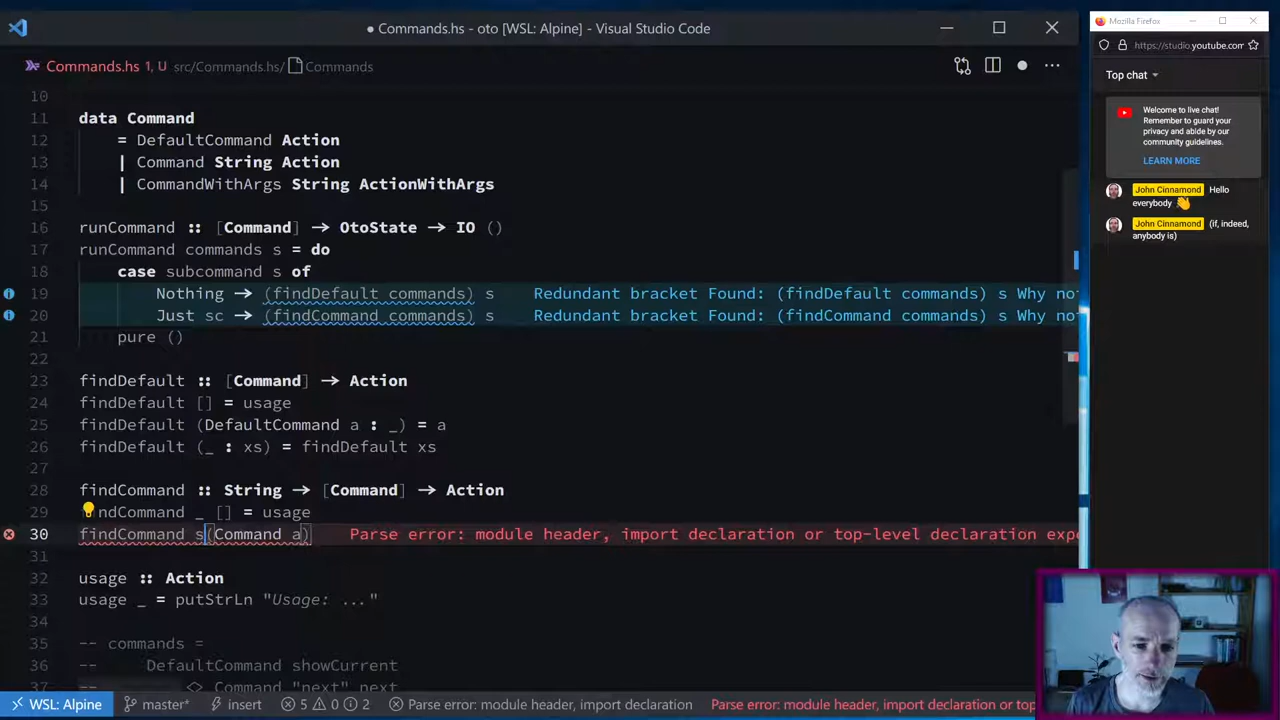 ● Commands.hs - oto [WSL: Alpine] - Visual Studio Code
Commands.hs 1, U src/Commands.hs/ Commands
10
11 data Command
12 = DefaultCommand Action
13 | Command String Action
14 | CommandWithArgs String ActionWithArgs
15
16 runCommand :: [Command] → OtoState → IO ()
17 runCommand commands s = do
18 case subcommand s of
19 Nothing → (findDefault commands) s Redundant bracket Found: (findDefault commands) s Why no
20 Just sc → (findCommand commands) s Redundant bracket Found: (findCommand commands) s Why no
21 pure ()
22
23 findDefault :: [Command] → Action
24 findDefault [] = usage
25 findDefault (DefaultCommand a : _) = a
26 findDefault (_ : xs) = findDefault xs
27
28 findCommand :: String → [Command] → Action
29 ndCommand _ [] = usage
30 findCommand s(Command a) Parse error: module header, import declaration or top-level declaration exp
31
32 usage :: Action
33 usage _ = putStrLn "Usage: ..."
34
35 -- commands =
36 -- DefaultCommand showCurrent
37 -- <> Command "next" next
WSL: Alpine master* insert 5 0 2 Parse error: module header, import declaration Parse error: module header, import declaration or to
Mozilla Firefox
https://studio.youtube.com
Top chat
Welcome to live chat!
Remember to guard your
privacy and abide by our
community guidelines.
LEARN MORE
John Cinnamond Hello
everybody 👋
John Cinnamond (if, indeed,
anybody is)